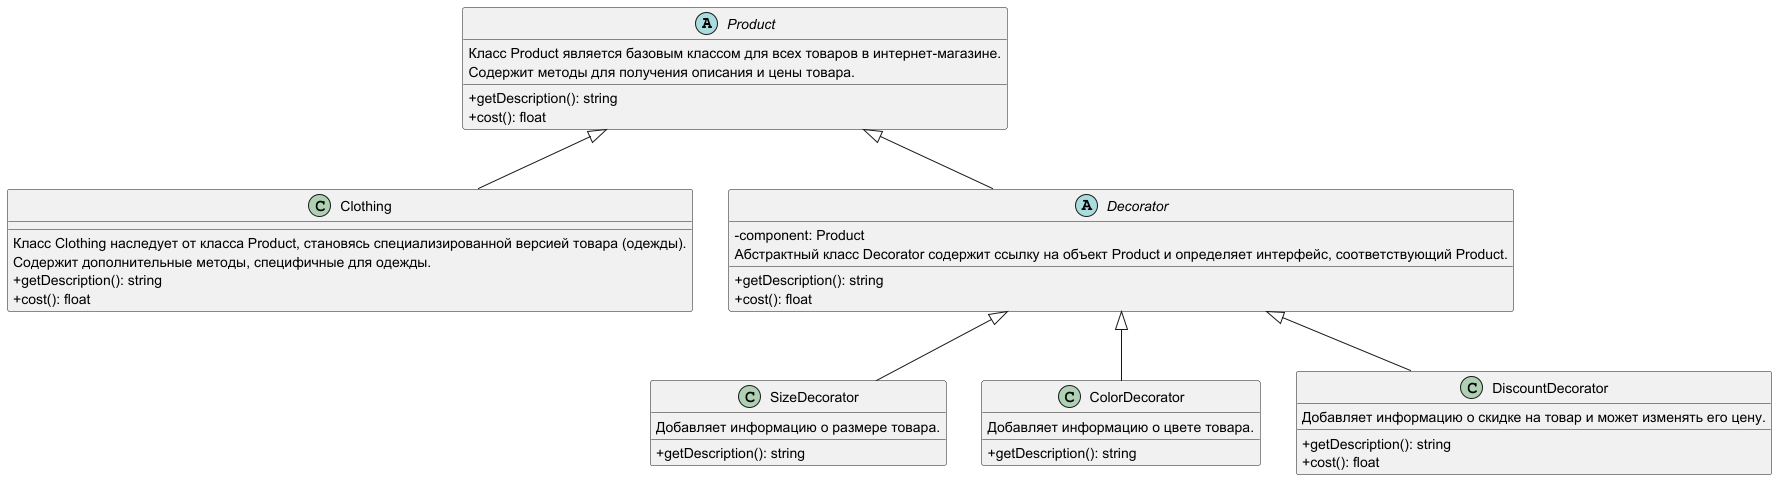 A Product
Класс Product является базовым классом для всех товаров в интернет-магазине.
Содержит методы для получения описания и цены товара.
+getDescription(): string
+cost(): float
C Clothing
Класс Clothing наследует от класса Product, становясь специализированной версией товара (одежды).
Содержит дополнительные методы, специфичные для одежды.
+getDescription(): string
+cost(): float
A Decorator
-component: Product
Абстрактный класс Decorator содержит ссылку на объект Product и определяет интерфейс, соответствующий Product.
+getDescription(): string
+cost(): float
C SizeDecorator
Добавляет информацию о размере товара.
+getDescription(): string
C ColorDecorator
Добавляет информацию о цвете товара.
+getDescription(): string
C DiscountDecorator
Добавляет информацию о скидке на товар и может изменять его цену.
+getDescription(): string
+cost(): float